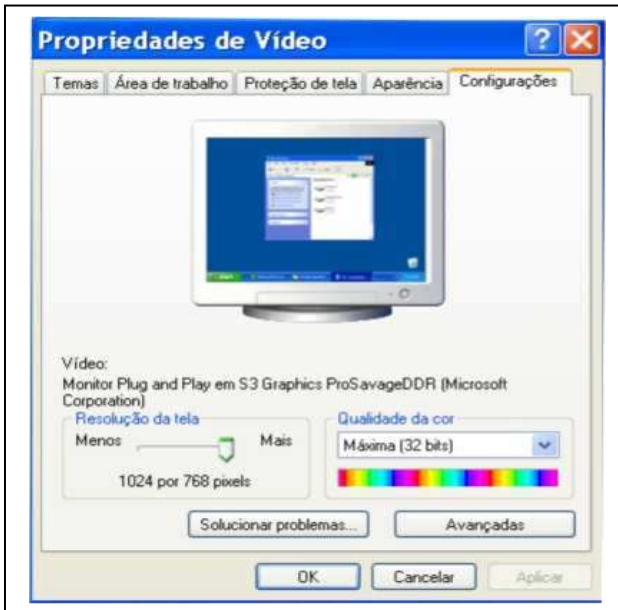 Propriedades de Vídeo
Temas Área de trabalho Proteção de tela Aparência Configurações
Vídeo:
Monitor Plug and Play em S3 Graphics ProSavageDDR (Microsoft
Corporation)
Resolução da tela
Menos Mais
1024 por 768 pixels
Qualidade da cor
Máxima (32 bits)
Solucionar problemas... Avançadas
OK Cancelar Aplicar